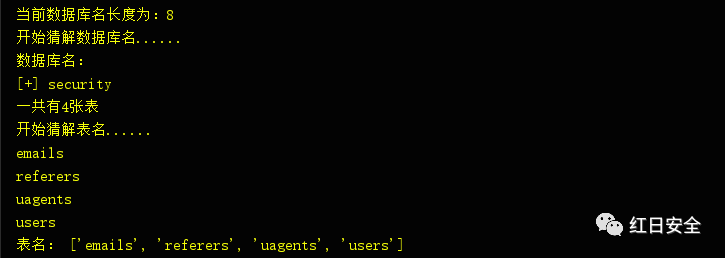 当前数据库名长度为：8
开始猜解数据库名......
数据库名：
[+] security
一共有4张表
开始猜解表名......
emails
referers
uagents
users
表名： ['emails', 'referers', 'uagents', 'users']
红日安全